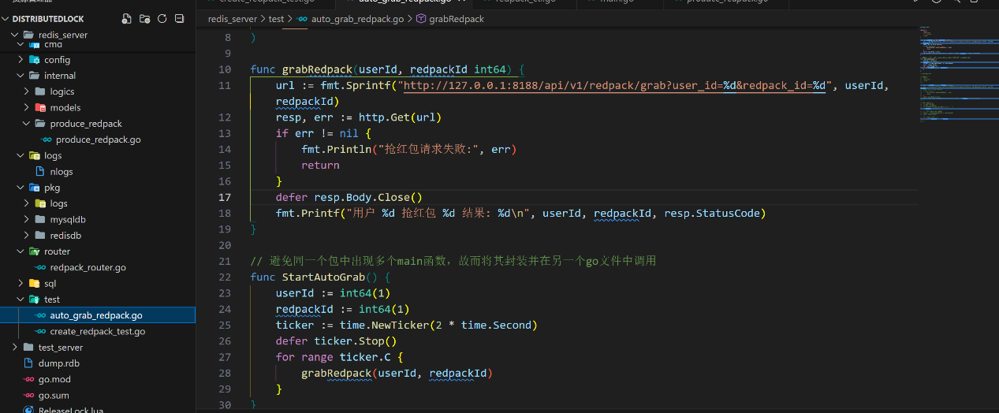 DISTRIBUTEDLOCK
redis_server
cmd
config
internal
logics
models
produce_redpack
produce_redpack.go
logs
nlogs
pkg
logs
mysqldb
redisdb
router
redpack_router.go
sql
test
auto_grab_redpack.go
create_redpack_test.go
test_server
dump.rdb
go.mod
go.sum
ReleaseLock.lua
redis_server > test > auto_grab_redpack.go > grabRedpack
8 )
9
10 func grabRedpack(userId, redpackId int64) {
11 url := fmt.Sprintf("http://127.0.0.1:8188/api/v1/redpack/grab?user_id=%d&redpack_id=%d", userId,
redpackId)
12 resp, err := http.Get(url)
13 if err != nil {
14 fmt.Println("抢红包请求失败:", err)
15 return
16 }
17 defer resp.Body.Close()
18 fmt.Printf("用户 %d 抢红包 %d 结果: %d\n", userId, redpackId, resp.StatusCode)
19 }
20
21 // 避免同一个包中出现多个main函数，故而将其封装并在另一个go文件中调用
22 func StartAutoGrab() {
23 userId := int64(1)
24 redpackId := int64(1)
25 ticker := time.NewTicker(2 * time.Second)
26 defer ticker.Stop()
27 for range ticker.C {
28 grabRedpack(userId, redpackId)
29 }
30 }